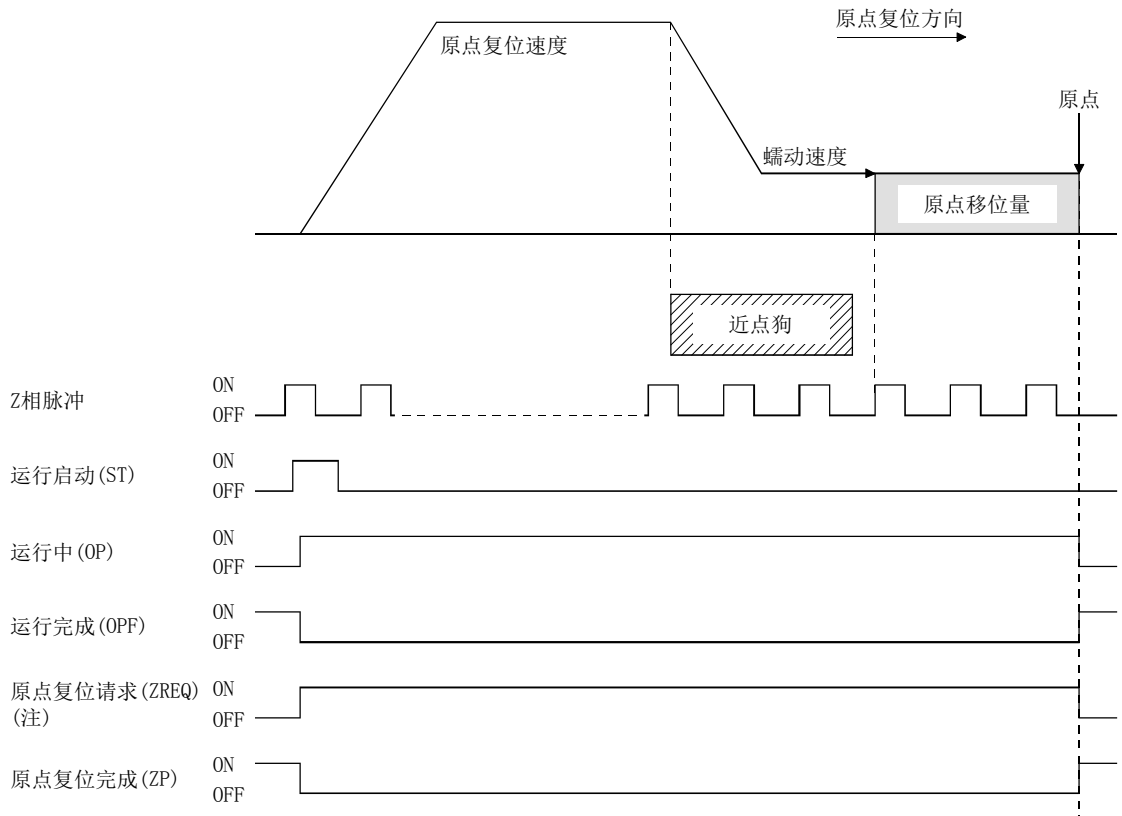 原点复位方向
原点复位速度
原点
蠕动速度
原点移位量
近点狗
Z相脉冲
ON
OFF
运行启动(ST)
ON
OFF
运行中(OP)
ON
OFF
运行完成(OPF)
ON
OFF
原点复位请求(ZREQ)
(注)
ON
OFF
原点复位完成(ZP)
ON
OFF